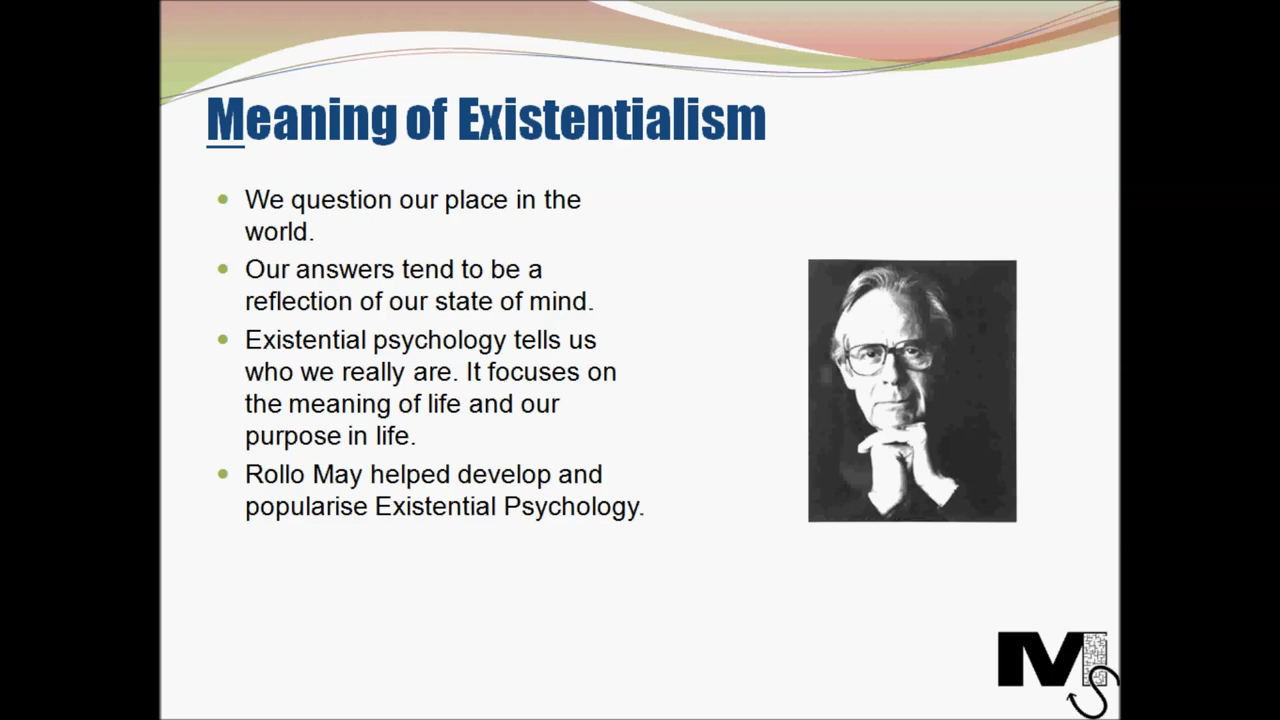 Meaning of Existentialism
We question our place in the
world.
Our answers tend to be a
reflection of our state of mind.
Existential psychology tells us
who we really are. It focuses on
the meaning of life and our
purpose in life.
Rollo May helped develop and
popularise Existential Psychology.
MS